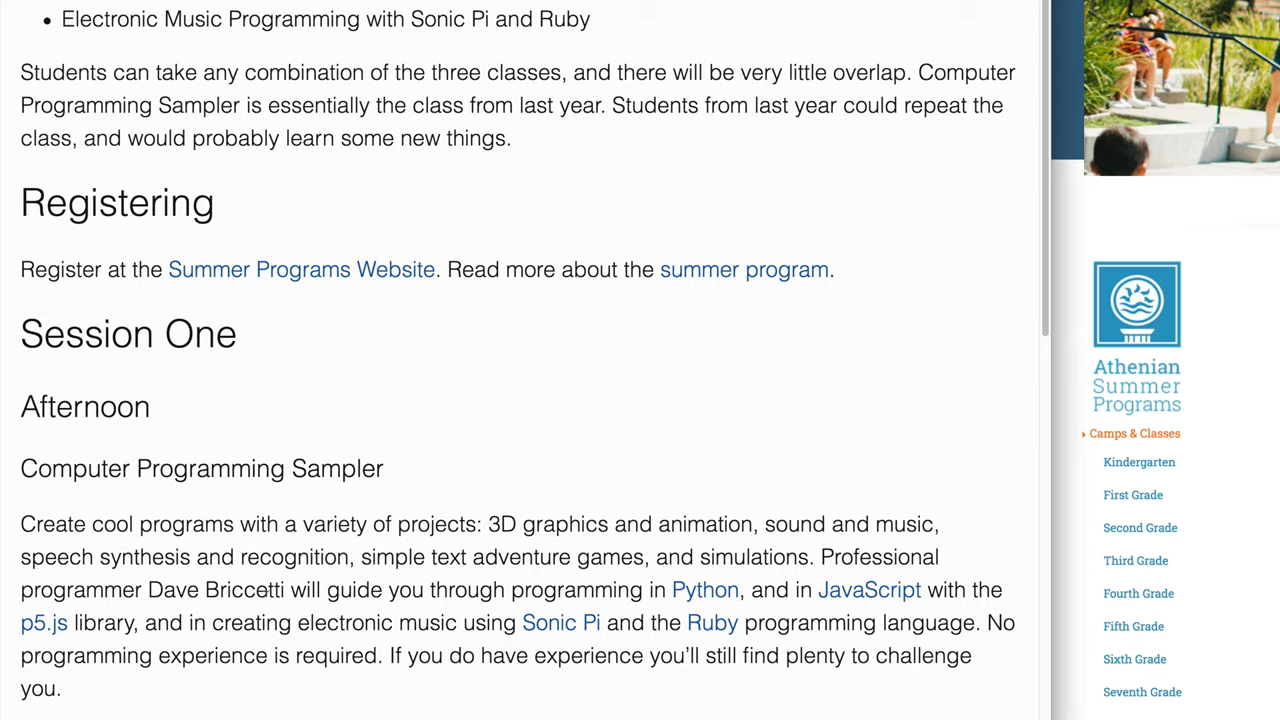 • Electronic Music Programming with Sonic Pi and Ruby
Students can take any combination of the three classes, and there will be very little overlap. Computer
Programming Sampler is essentially the class from last year. Students from last year could repeat the
class, and would probably learn some new things.
Registering
Register at the Summer Programs Website. Read more about the summer program.
Session One
Afternoon
Computer Programming Sampler
Create cool programs with a variety of projects: 3D graphics and animation, sound and music,
speech synthesis and recognition, simple text adventure games, and simulations. Professional
programmer Dave Briccetti will guide you through programming in Python, and in JavaScript with the
p5.js library, and in creating electronic music using Sonic Pi and the Ruby programming language. No
programming experience is required. If you do have experience you’ll still find plenty to challenge
you.
Athenian
Summer
Programs
Camps & Classes
Kindergarten
First Grade
Second Grade
Third Grade
Fourth Grade
Fifth Grade
Sixth Grade
Seventh Grade